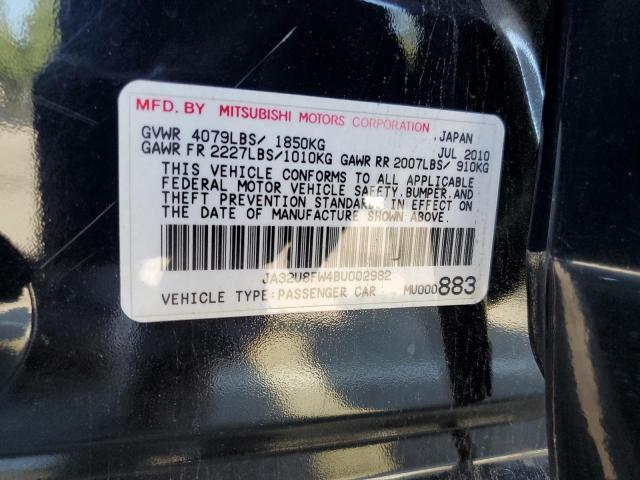 MFD. BY MITSUBISHI MOTORS CORPORATION JAPAN
GVWR 4079LBS/ 1850KG JUL 2010
GAWR FR 2227LBS/1010KG GAWR RR 2007LBS/ 910KG
THIS VEHICLE CONFORMS TO ALL APPLICABLE
FEDERAL MOTOR VEHICLE SAFETY,BUMPER,AND
THEFT PREVENTION STANDARDS IN EFFECT ON
THE DATE OF MANUFACTURE SHOWN ABOVE.
JA32U8FW4BU002982
VEHICLE TYPE:PASSENGER CAR MU000883